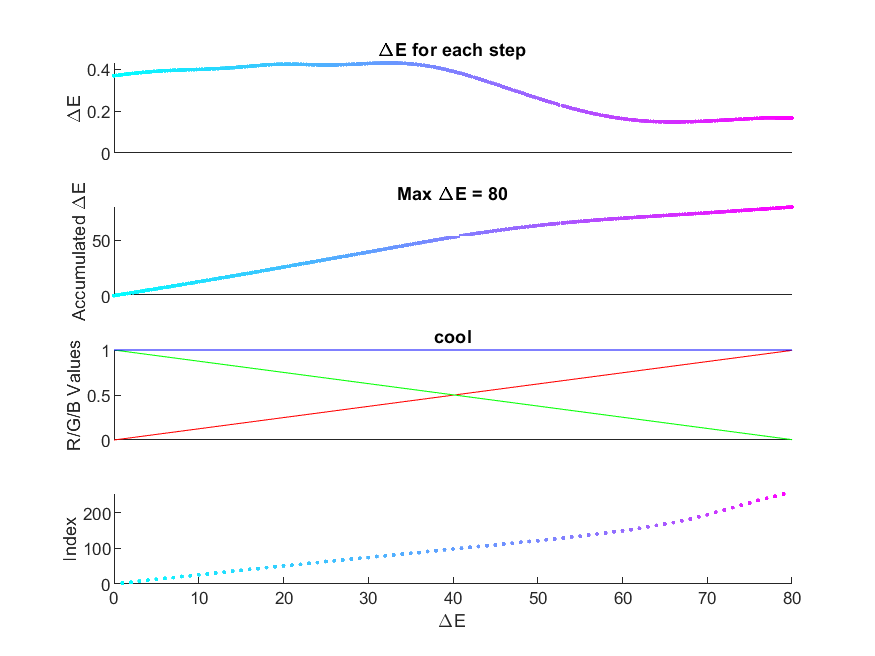 ΔE for each step
0.4
0.2
0
ΔE
Max ΔE = 80
50
0
Accumulated ΔE
cool
1
0.5
0
R/G/B Values
200
100
0
Index
0 10 20 30 40 50 60 70 80
ΔE